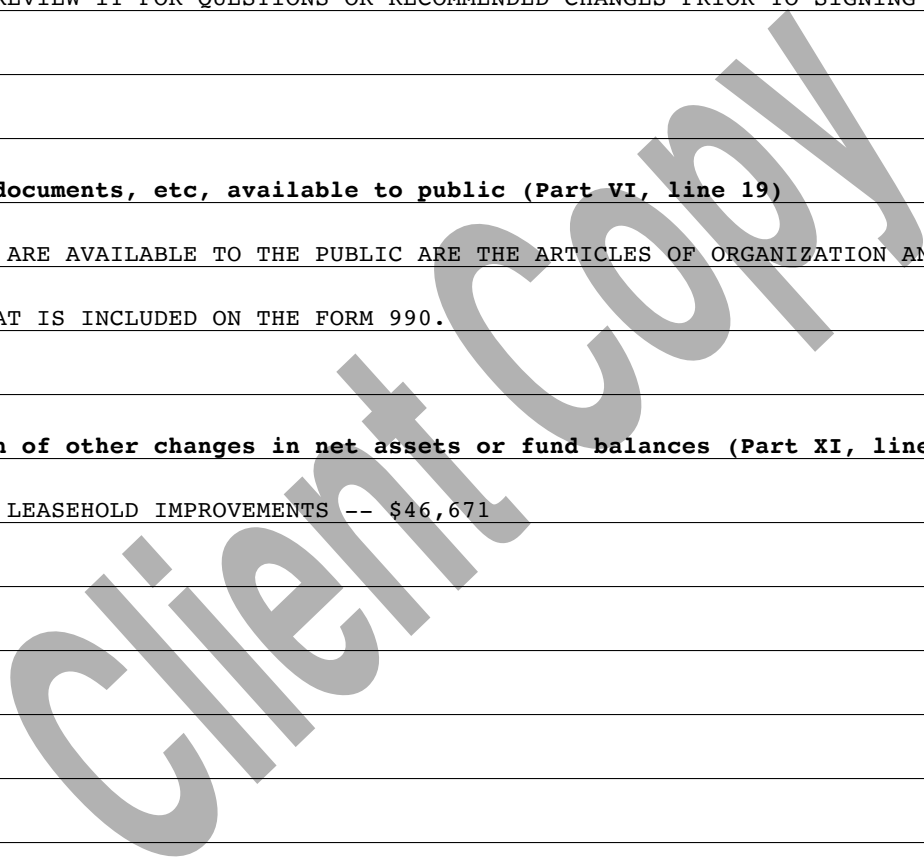 REVIEW IT FOR QUESTIONS OR RECOMMENDED CHANGES PRIOR TO SIGNING
documents, etc, available to public (Part VI, line 19)
ARE AVAILABLE TO THE PUBLIC ARE THE ARTICLES OF ORGANIZATION
AT IS INCLUDED ON THE FORM 990.
of other changes in net assets or fund balances (Part XI, line
LEASEHOLD IMPROVEMENTS -- $46,671
Client Copy